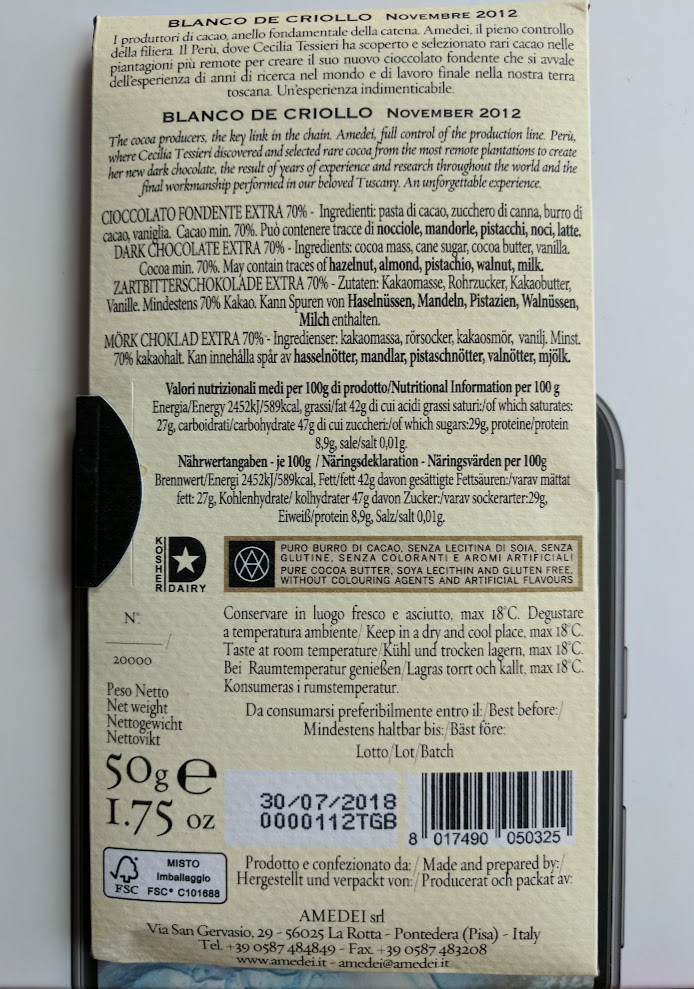 BLANCO DE CRIOLLO NOVEMBRE 2012
I produttori di cacao, anello fondamentale della catena. Amedei, il pieno controllo
della filiera. Il Perù, dove Cecilia Tessieri ha scoperto e selezionato rari cacao nelle
piantagioni più remote per creare il suo nuovo cioccolato fondente che si avvale
dell'esperienza di anni di ricerca nel mondo e di lavoro finale nella nostra terra
toscana. Un'esperienza indimenticabile.
BLANCO DE CRIOLLO NOVEMBER 2012
The cocoa producers, the key link in the chain. Amedei, full control of the production line. Perù,
where Cecilia Tessieri discovered and selected rare cocoa from the most remote plantations to create
her new dark chocolate, the result of years of experience and research throughout the world and the
final workmanship performed in our beloved Tuscany. An unforgettable experience.
CIOCCOLATO FONDENTE EXTRA 70% - Ingredienti: pasta di cacao, zucchero di canna, burro di
cacao, vaniglia. Cacao min. 70%. Può contenere tracce di nocciole, mandorle, pistacchi, noci, latte.
DARK CHOCOLATE EXTRA 70% - Ingredients: cocoa mass, cane sugar, cocoa butter, vanilla.
Cocoa min. 70%. May contain traces of hazelnut, almond, pistachio, walnut, milk.
ZARTBITTERSCHOKOLADE EXTRA 70% - Zutaten: Kakaomasse, Rohrzucker, Kakaobutter,
Vanille. Mindestens 70% Kakao. Kann Spuren von Haselnüssen, Mandeln, Pistazien, Walnüssen,
Milch enthalten.
MÖRK CHOKLAD EXTRA 70% - Ingredienser: kakaomassa, rörsocker, kakaosmör, vanilj. Minst.
70% kakaohalt. Kan innehålla spår av hasselnötter, mandlar, pistaschnötter, valnötter, mjölk.
Valori nutrizionali medi per 100g di prodotto/Nutritional Information per 100 g
Energia/Energy 2452kJ/589kcal, grassi/fat 42g di cui acidi grassi saturi:/of which saturates:
27g, carboidrati/carbohydrate 47g di cui zuccheri:/of which sugars:29g, proteine/protein
8,9g, sale/salt 0,01g.
Nährwertangaben - je 100g / Näringsdeklaration - Näringsvärden per 100g
Brennwert/Energi 2452kJ/589kcal, Fett/fett 42g davon gesättigte Fettsäuren:/varav mättat
fett: 27g, Kohlenhydrate/ kolhydrater 47g davon Zucker:/varav sockerarter:29g,
Eiweiß/protein 8,9g, Salz/salt 0,01g.
KOSHER D DAIRY
PURO BURRO DI CACAO, SENZA LECITINA DI SOIA, SENZA
GLUTINE, SENZA COLORANTI E AROMI ARTIFICIALI
PURE COCOA BUTTER, SOYA LECITHIN AND GLUTEN FREE,
WITHOUT COLOURING AGENTS AND ARTIFICIAL FLAVOURS
N°
/
20000
Conservare in luogo fresco e asciutto, max 18°C. Degustare
a temperatura ambiente/ Keep in a dry and cool place, max 18°C.
Taste at room temperature/Kühl und trocken lagern, max 18°C.
Bei Raumtemperatur genießen/Lagras torrt och kallt, max 18°C.
Konsumeras i rumstemperatur.
Peso Netto
Net weight
Nettogewicht
Nettovikt
50g e
1.75 oz
Da consumarsi preferibilmente entro il:/Best before:/
Mindestens haltbar bis:/Bäst före:
Lotto/Lot/Batch
30/07/2018
0000112TGB
8 017490 050325
FSC
MISTO
Imballaggio
FSC® C101688
Prodotto e confezionato da:/ Made and prepared by:/
Hergestellt und verpackt von:/Producerat och packat av:
AMEDEI srl
Via San Gervasio, 29 - 56025 La Rotta - Pontedera (Pisa) - Italy
Tel. +39 0587 484849 - Fax. +39 0587 483208
www.amedei.it - amedei@amedei.it